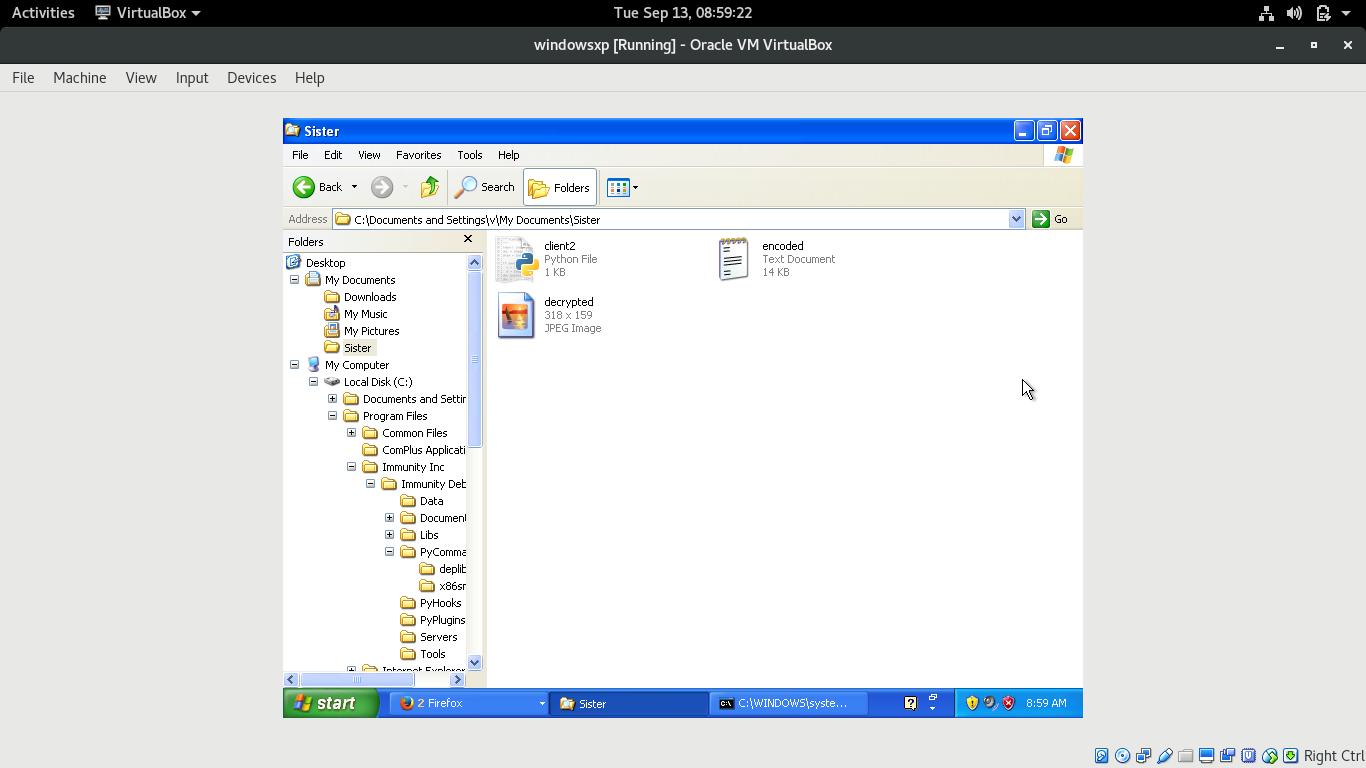 Activities VirtualBox Tue Sep 13, 08:59:22
windowsxp [Running] - Oracle VM VirtualBox
File Machine View Input Devices Help
Sister
File Edit View Favorites Tools Help
Back Search Folders
Address C:\Documents and Settings\v\My Documents\Sister Go
Folders
Desktop
My Documents
Downloads
My Music
My Pictures
Sister
My Computer
Local Disk (C:)
Documents and Settin
Program Files
Common Files
ComPlus Applicati
Immunity Inc
Immunity Deb
Data
Document
Libs
PyComma
deplib
x86sm
PyHooks
PyPlugins
Servers
Tools
Internet Explorer
client2
Python File
1 KB
encoded
Text Document
14 KB
decrypted
318 x 159
JPEG Image
start 2 Firefox Sister C:\WINDOWS\syste... 8:59 AM
Right Ctrl